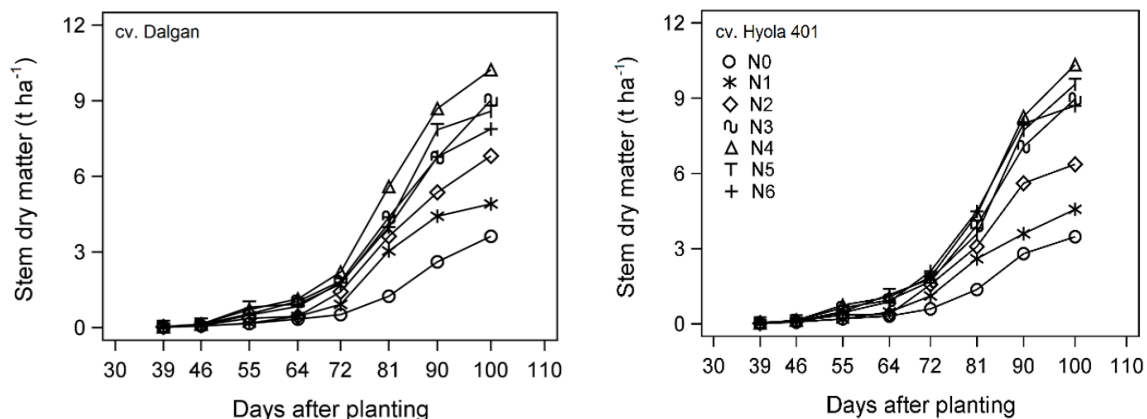 cv. Dalgan
Stem dry matter (t ha⁻¹)
12
9
6
3
0
30 39 46 55 64 72 81 90 100 110
Days after planting
cv. Hyola 401
N0
N1
N2
N3
N4
N5
N6
Stem dry matter (t ha⁻¹)
12
9
6
3
0
30 39 46 55 64 72 81 90 100 110
Days after planting